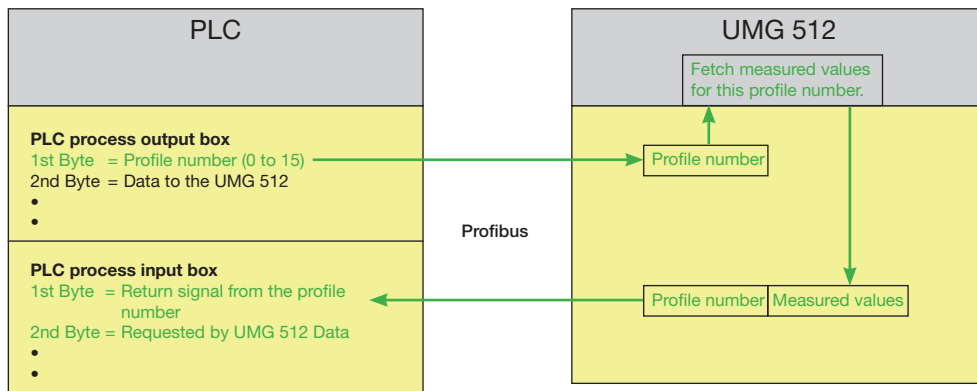 PLC
UMG 512
Fetch measured values
for this profile number.
PLC process output box
1st Byte = Profile number (0 to 15)
2nd Byte = Data to the UMG 512
•
•
Profile number
Profibus
PLC process input box
1st Byte = Return signal from the profile
number
2nd Byte = Requested by UMG 512 Data
•
•
Profile number
Measured values